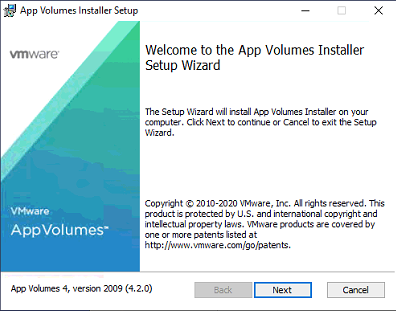 App Volumes Installer Setup
vmware®
Welcome to the App Volumes Installer
Setup Wizard
The Setup Wizard will install App Volumes Installer on your
computer. Click Next to continue or Cancel to exit the Setup
Wizard.
VMware
App Volumes™
Copyright © 2010-2020 VMware, Inc. All rights reserved. This
product is protected by U.S. and international copyright and
intellectual property laws. VMware products are covered by
one or more patents listed at
http://www.vmware.com/go/patents.
App Volumes 4, version 2009 (4.2.0)
Back
Next
Cancel